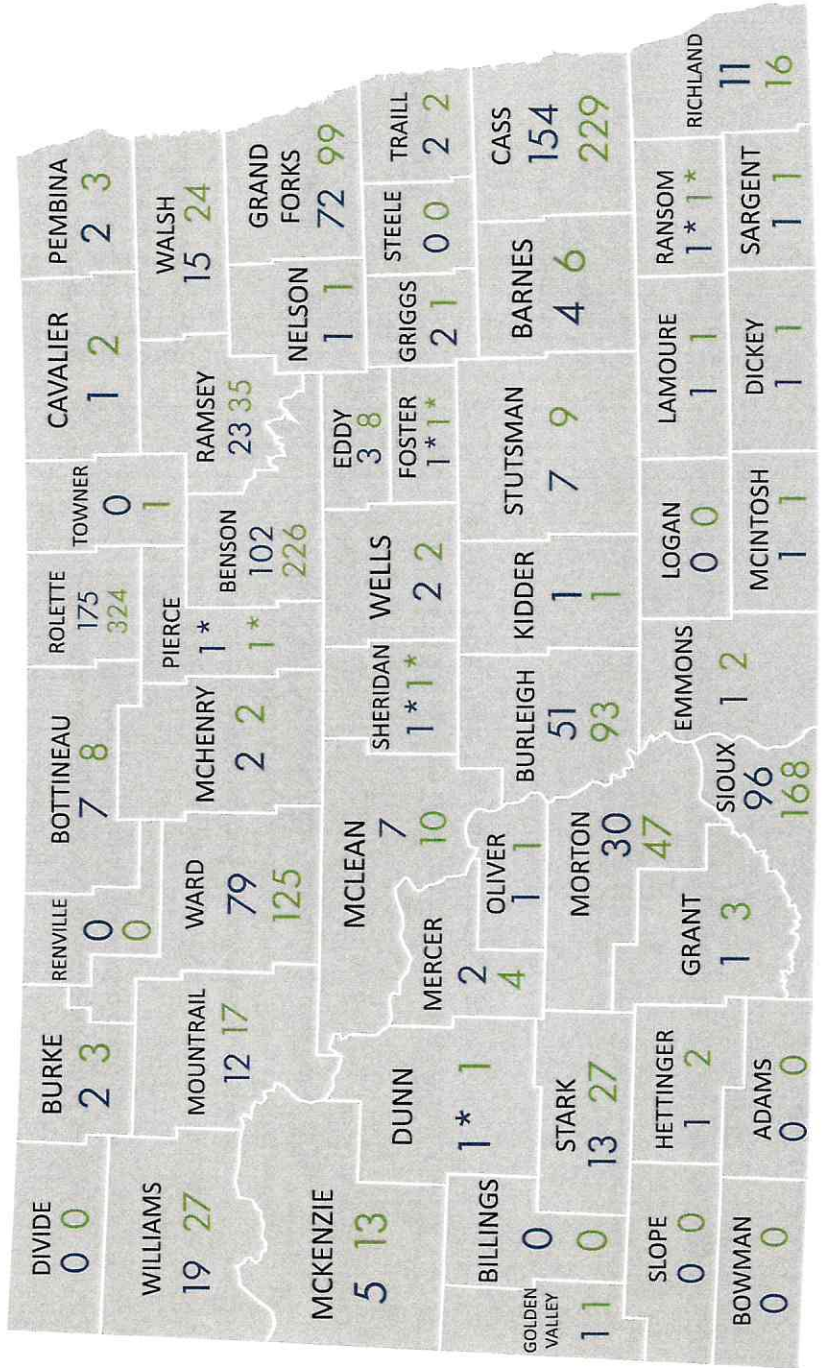 DIVIDE
0 0
BURKE
2 3
RENVILLE
0
0
BOTTINEAU
7 8
ROLETTE
175
324
TOWNER
0
1
CAVALIER
1 2
PEMBINA
2 3
WILLIAMS
19 27
MOUNTRAIL
12 17
WARD
79
125
MCHENRY
2 2
PIERCE
1*
1*
BENSON
102
226
RAMSEY
23 35
WALSH
15 24
NELSON
1 1
GRAND
FORKS
72 99
MCKENZIE
5 13
DUNN
1* 1
MCLEAN
7
10
MERCER
2
4
OLIVER
1 1
SHERIDAN
1* 1*
WELLS
2 2
EDDY
3 8
FOSTER
1* 1*
GRIGGS
2 1
STEELE
0 0
TRAILL
2 2
GOLDEN
VALLEY
1 1
BILLINGS
0
0
STARK
13 27
MORTON
30
47
BURLEIGH
51
93
KIDDER
1
1
STUTSMAN
7 9
BARNES
4 6
CASS
154
229
SLOPE
0 0
HETTINGER
1 2
GRANT
1 3
SIOUX
96
168
EMMONS
1 2
LOGAN
0 0
LAMOURE
1 1
RANSOM
1* 1*
RICHLAND
11
16
BOWMAN
0 0
ADAMS
0 0
MCINTOSH
1 1
DICKEY
1 1
SARGENT
1 1